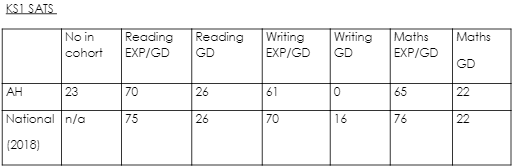 KS1 SATS
No in cohort Reading EXP/GD Reading GD Writing EXP/GD Writing GD Maths EXP/GD Maths GD
AH 23 70 26 61 0 65 22
National (2018) n/a 75 26 70 16 76 22